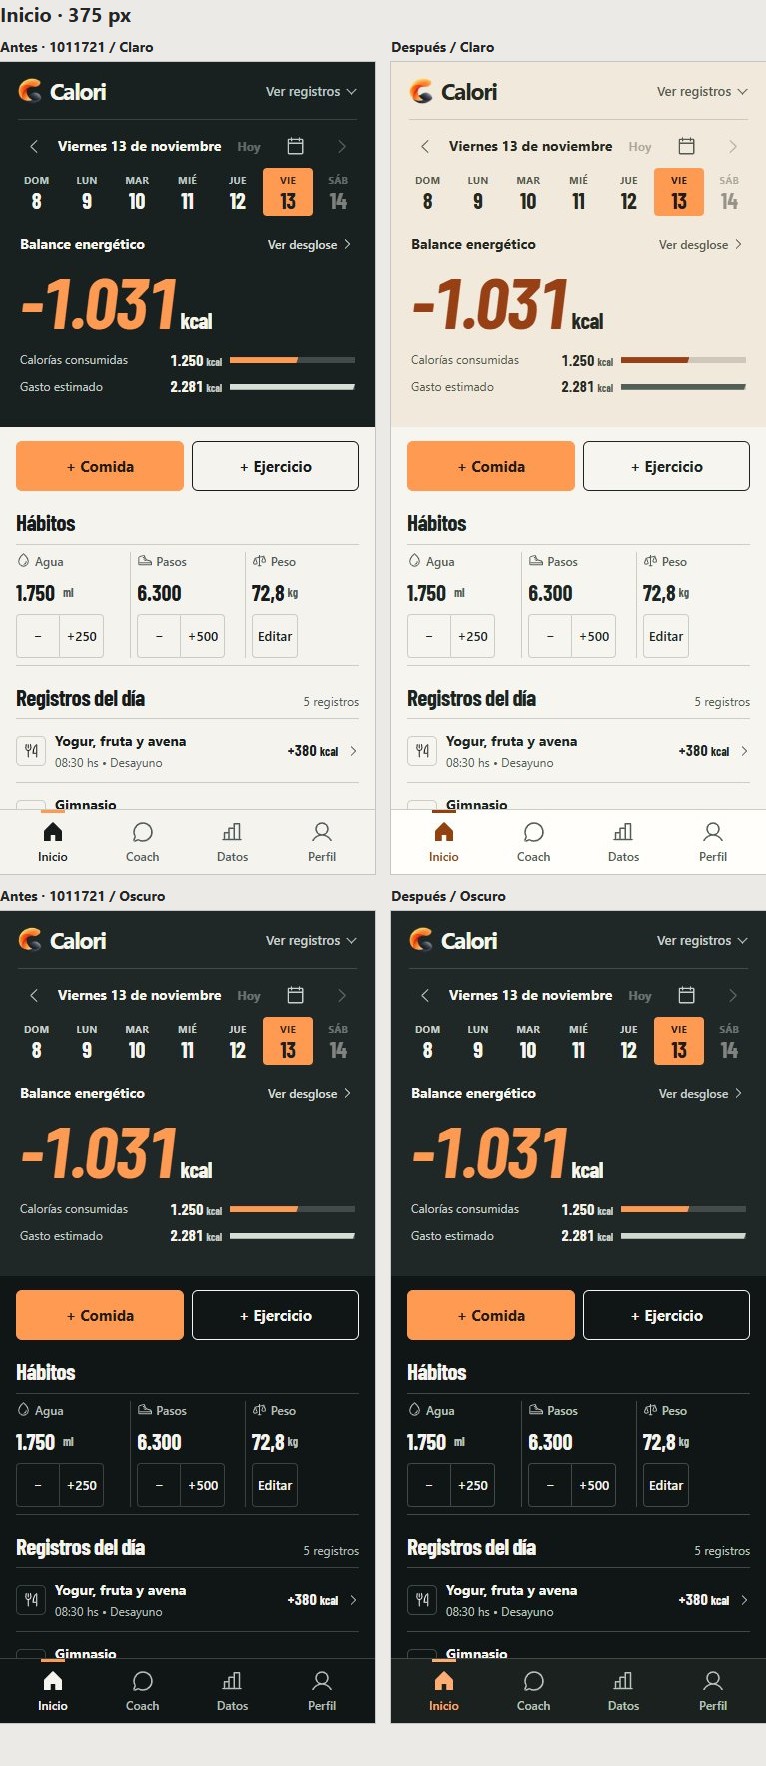 Inicio · 375 px
Antes · 1011721 / Claro
Calori
Ver registros
Viernes 13 de noviembre Hoy
DOM LUN MAR MIÉ JUE VIE SÁB
8 9 10 11 12 13 14
Balance energético Ver desglose
-1.031 kcal
Calorías consumidas 1.250 kcal
Gasto estimado 2.281 kcal
+ Comida + Ejercicio
Hábitos
Agua Pasos Peso
1.750 ml 6.300 72,8 kg
− +250 − +500 Editar
Registros del día 5 registros
Yogur, fruta y avena
08:30 hs • Desayuno
+380 kcal
Gimnasio
Inicio Coach Datos Perfil
Después / Claro
Calori
Ver registros
Viernes 13 de noviembre Hoy
DOM LUN MAR MIÉ JUE VIE SÁB
8 9 10 11 12 13 14
Balance energético Ver desglose
-1.031 kcal
Calorías consumidas 1.250 kcal
Gasto estimado 2.281 kcal
+ Comida + Ejercicio
Hábitos
Agua Pasos Peso
1.750 ml 6.300 72,8 kg
− +250 − +500 Editar
Registros del día 5 registros
Yogur, fruta y avena
08:30 hs • Desayuno
+380 kcal
Gimnasio
Inicio Coach Datos Perfil
Antes · 1011721 / Oscuro
Calori
Ver registros
Viernes 13 de noviembre Hoy
DOM LUN MAR MIÉ JUE VIE SÁB
8 9 10 11 12 13 14
Balance energético Ver desglose
-1.031 kcal
Calorías consumidas 1.250 kcal
Gasto estimado 2.281 kcal
+ Comida + Ejercicio
Hábitos
Agua Pasos Peso
1.750 ml 6.300 72,8 kg
− +250 − +500 Editar
Registros del día 5 registros
Yogur, fruta y avena
08:30 hs • Desayuno
+380 kcal
Gimnasio
Inicio Coach Datos Perfil
Después / Oscuro
Calori
Ver registros
Viernes 13 de noviembre Hoy
DOM LUN MAR MIÉ JUE VIE SÁB
8 9 10 11 12 13 14
Balance energético Ver desglose
-1.031 kcal
Calorías consumidas 1.250 kcal
Gasto estimado 2.281 kcal
+ Comida + Ejercicio
Hábitos
Agua Pasos Peso
1.750 ml 6.300 72,8 kg
− +250 − +500 Editar
Registros del día 5 registros
Yogur, fruta y avena
08:30 hs • Desayuno
+380 kcal
Gimnasio
Inicio Coach Datos Perfil